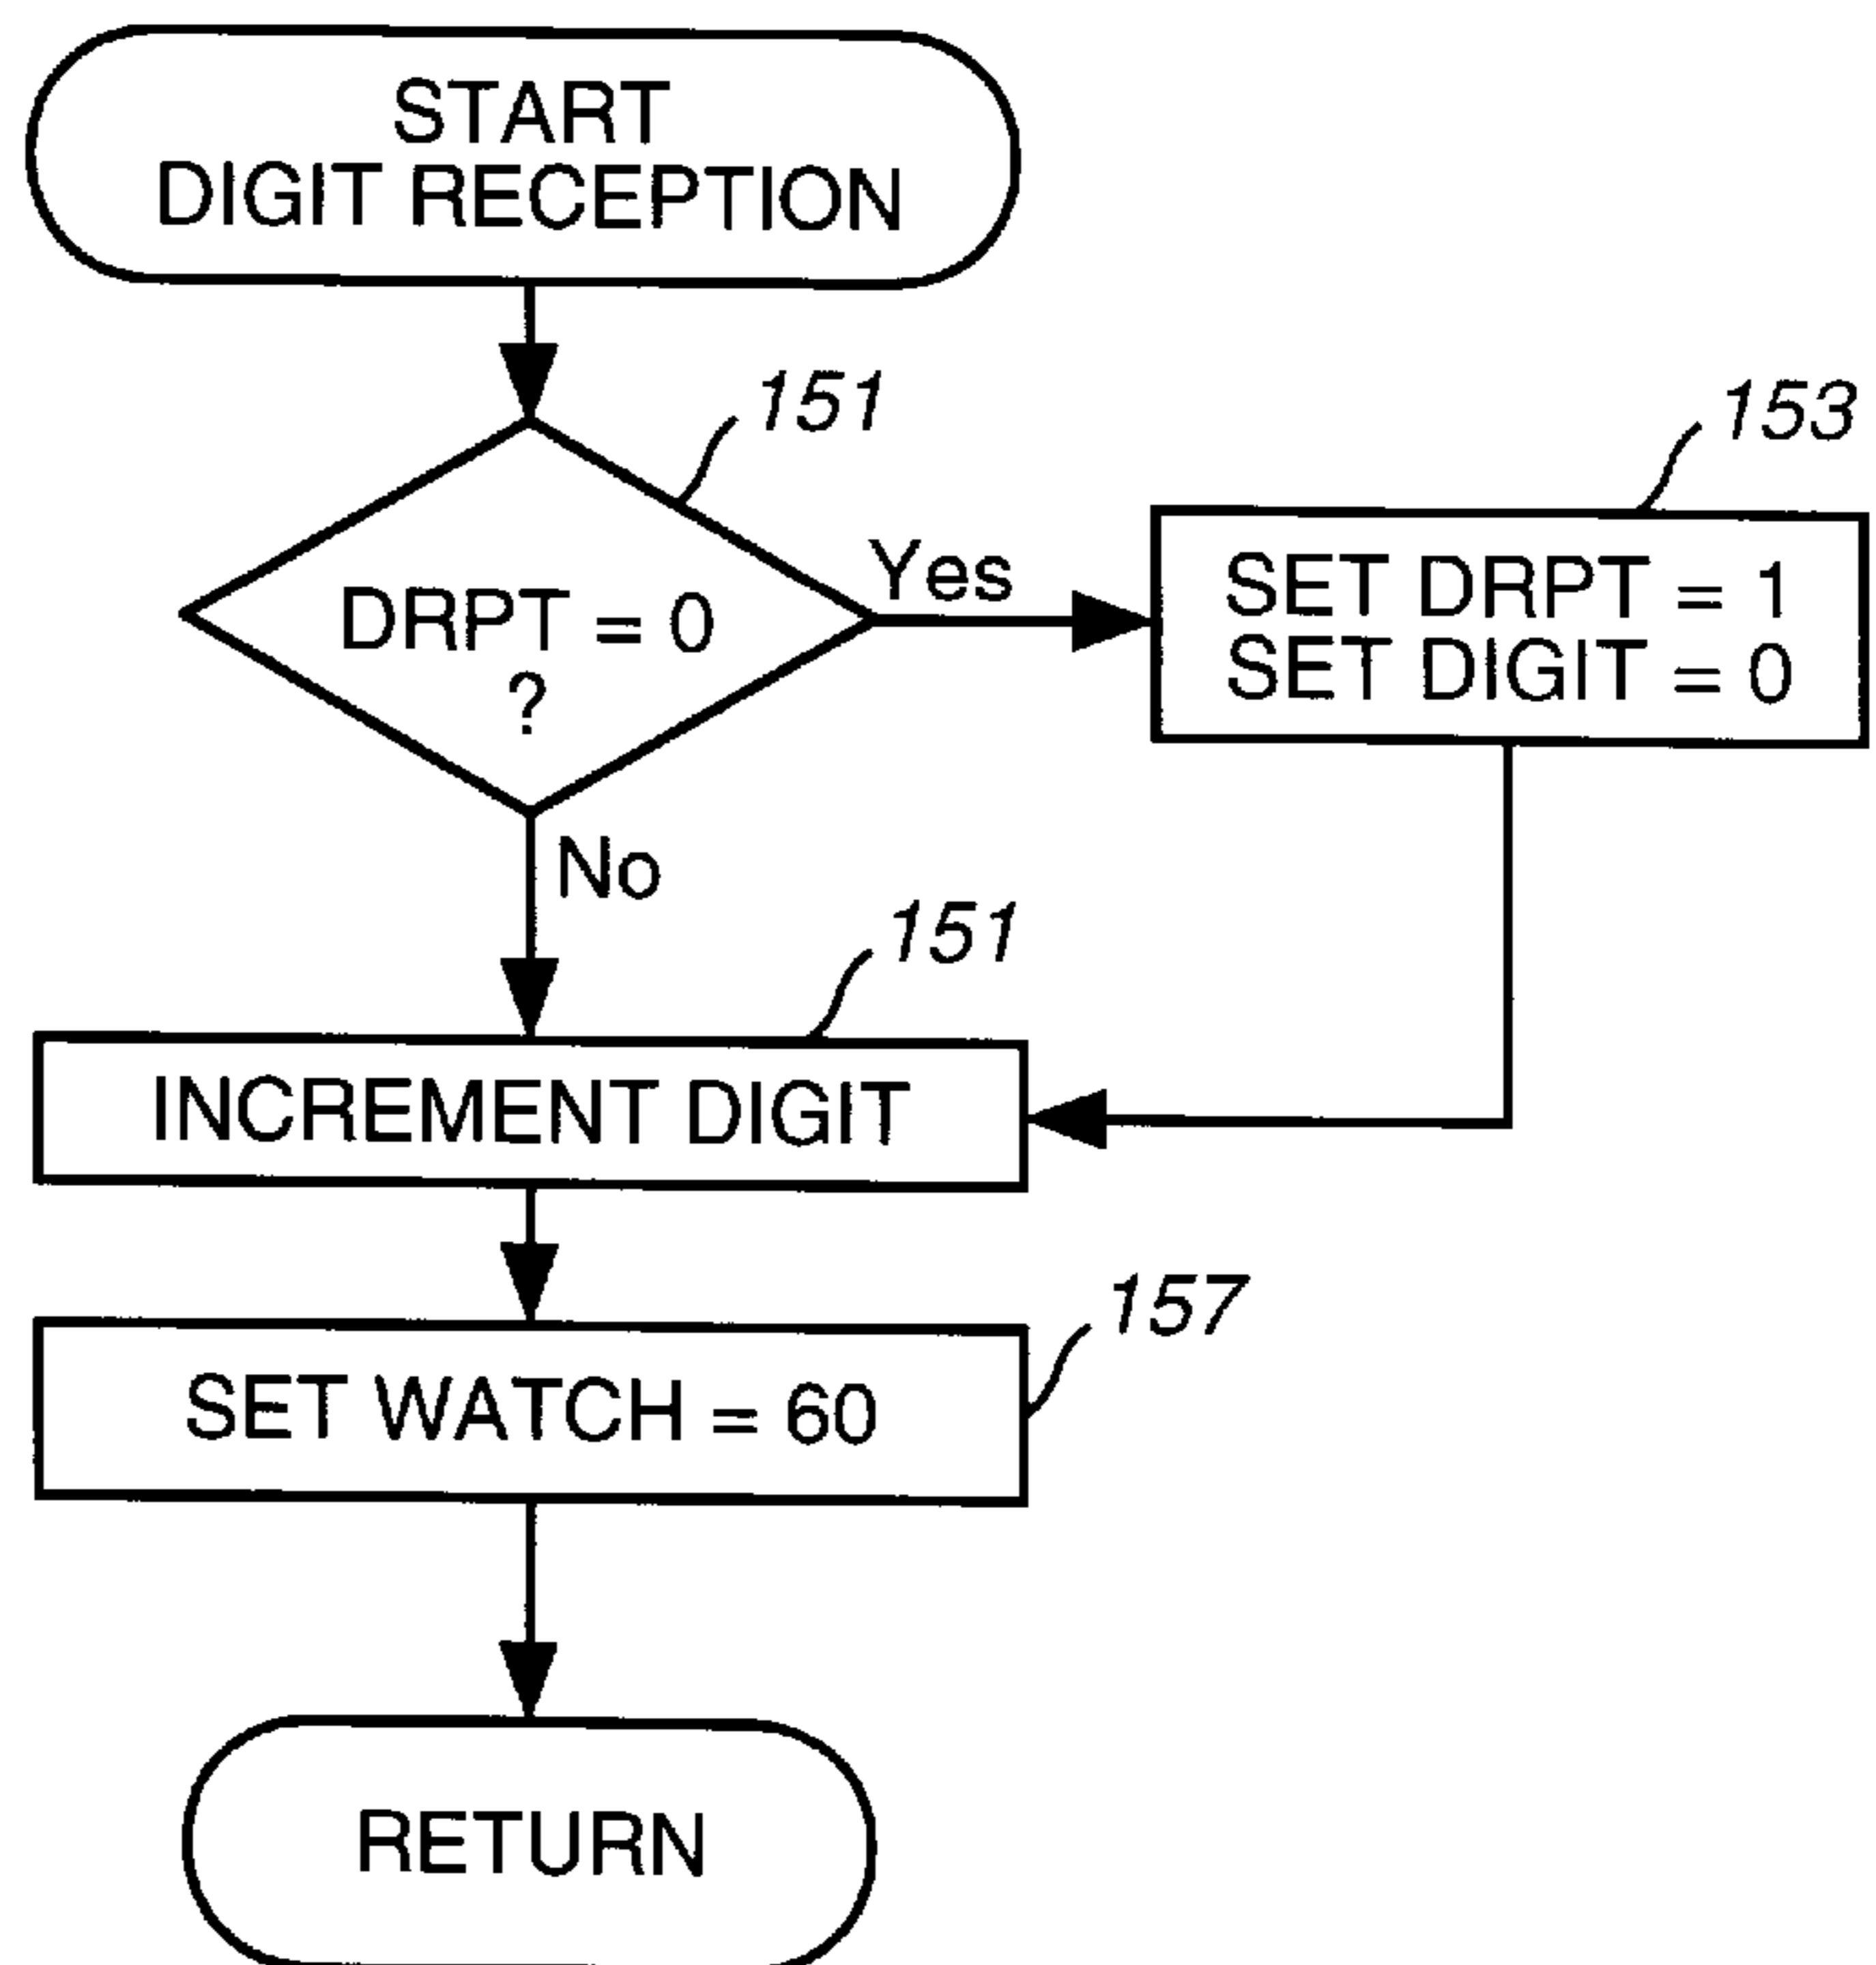 START
DIGIT RECEPTION
151
153
DRPT = 0
?
Yes
SET DRPT = 1
SET DIGIT = 0
No
151
INCREMENT DIGIT
157
SET WATCH = 60
RETURN